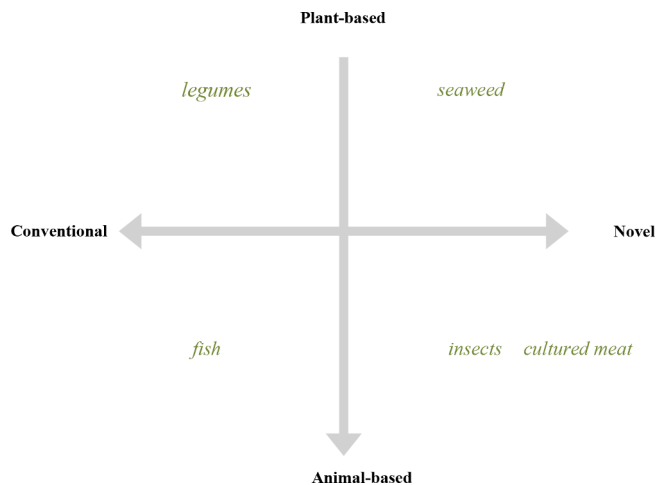 Plant-based
legumes seaweed
Conventional Novel
fish insects cultured meat
Animal-based